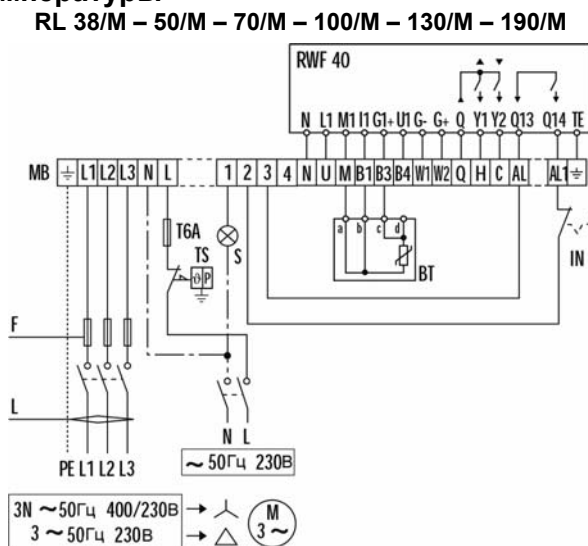 RL 38/M – 50/M – 70/M – 100/M – 130/M – 190/M
RWF 40
N L1 M1 I1 G1+ U1 G- G+ Q Y1 Y2 Q13 Q14 TE
MB L1 L2 L3 N L 1 2 3 4 N U M B1 B3 B4 W1 W2 Q H C AL AL1
T6A
TS
S
ϑ P
a b c d
BT
IN
F
L
N L
PE L1 L2 L3
~ 50Гц 230В
3N ~50Гц 400/230В
3 ~ 50Гц 230В
M
3 ~